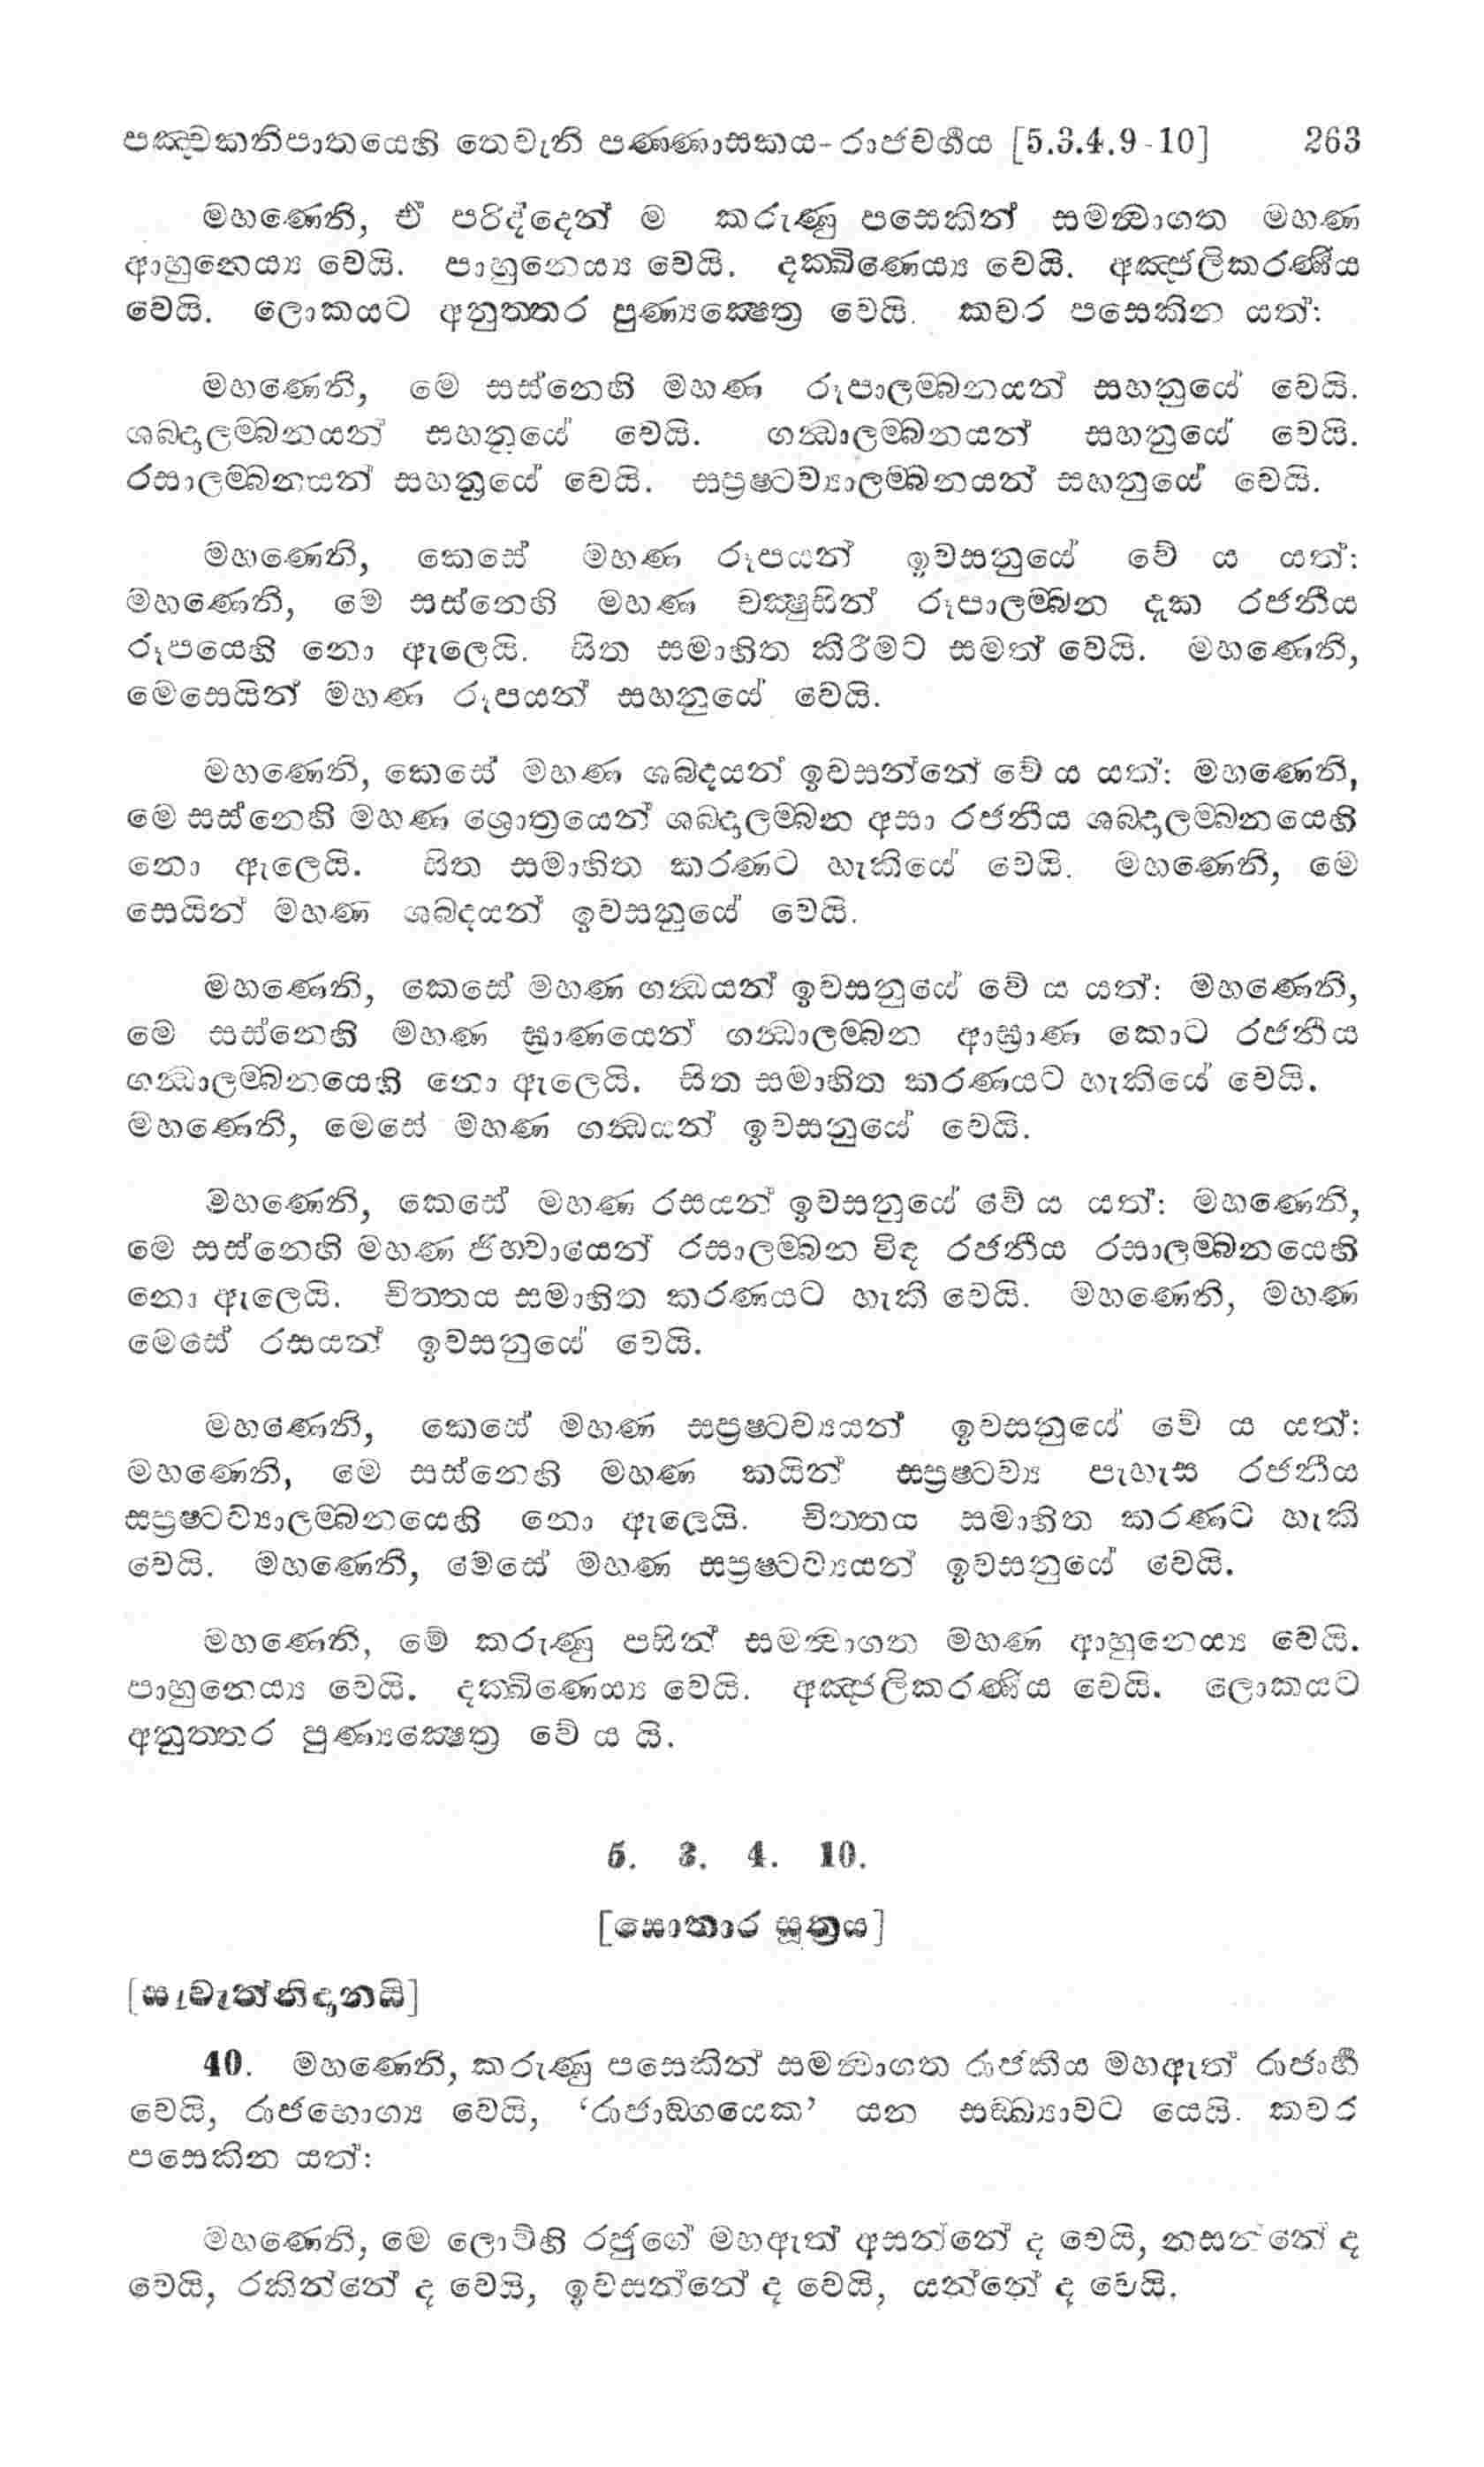 පඤ්චකනිපාතයෙහි තෙවැනි පණ්ණාසකය- රාජවර්‍ගය [5.3.4.9-10] 263
මහණෙනි, ඒ පරිද්දෙන් ම කරුණු පසෙකින් සමන්‍වාගත මහණ
ආහුනෙය්‍ය වෙයි. පාහුනෙය්‍ය වෙයි. දක්ඛිණෙය්‍ය වෙයි. අඤ්ජලිකරණීය
වෙයි. ලොකයට අනුත්තර පුණ්‍යක්‍ෂෙත්‍ර වෙයි. කවර පසෙකින යත්:
මහණෙනි, මෙ සස්නෙහි මහණ රූපාලම්බනයන් සහනුයේ වෙයි.
ශබ්දාලම්බනයන් සහනුයේ වෙයි. ගන්‍ධාලම්බනයන් සහනුයේ වෙයි.
රසාලම්බනයන් සහනුයේ වෙයි. සප්‍රෂ්ටව්‍යාලම්බනයන් සහනුයේ වෙයි.
මහණෙනි, කෙසේ මහණ රූපයන් ඉවසනුයේ වේ ය යත්:
මහණෙනි, මෙ සස්නෙහි මහණ චක්‍ෂුසින් රූපාලම්බන දැක රජනීය
රූපයෙහි නො ඇලෙයි. සිත සමාහිත කිරීමට සමත් වෙයි. මහණෙනි,
මෙසෙයින් මහණ රූපයන් සහනුයේ වෙයි.
මහණෙනි, කෙසේ මහණ ශබ්දයන් ඉවසන්නේ වේ ය යත්: මහණෙනි,
මෙ සස්නෙහි මහණ ශ්‍රොත්‍රයෙන් ශබ්දාලම්බන අසා රජනීය ශබ්දාලම්බනයෙහි
නො ඇලෙයි. සිත සමාහිත කරණට හැකියේ වෙයි. මහණෙනි, මෙ
සෙයින් මහණ ශබ්දයන් ඉවසනුයේ වෙයි.
මහණෙනි, කෙසේ මහණ ගන්‍ධයන් ඉවසනුයේ වේ ය යත්: මහණෙනි,
මෙ සස්නෙහි මහණ ඝ්‍රාණයෙන් ගන්‍ධාලම්බන ආඝ්‍රාණ කොට රජනීය
ගන්‍ධාලම්බනයෙහි නො ඇලෙයි. සිත සමාහිත කරණයට හැකියේ වෙයි.
මහණෙනි, මෙසේ මහණ ගන්‍ධයන් ඉවසනුයේ වෙයි.
මහණෙනි, කෙසේ මහණ රසයන් ඉවසනුයේ වේ ය යත්: මහණෙනි,
මෙ සස්නෙහි මහණ ජිහ්වායෙන් රසාලම්බන විඳ රජනීය රසාලම්බනයෙහි
නො ඇලෙයි. චිත්තය සමාහිත කරණයට හැකි වෙයි. මහණෙනි, මහණ
මෙසේ රසයන් ඉවසනුයේ වෙයි.
මහණෙනි, කෙසේ මහණ සප්‍රෂ්ටව්‍යයන් ඉවසනුයේ වේ ය යත්:
මහණෙනි, මෙ සස්නෙහි මහණ කයින් සප්‍රෂ්ටව්‍ය පැහැස රජනීය
සප්‍රෂ්ටව්‍යාලම්බනයෙහි නො ඇලෙයි. චිත්තය සමාහිත කරණට හැකි
වෙයි. මහණෙනි, මෙසේ මහණ සප්‍රෂ්ටව්‍යයන් ඉවසනුයේ වෙයි.
මහණෙනි, මේ කරුණු පසින් සමන්‍වාගත මහණ ආහුනෙය්‍ය වෙයි.
පාහුනෙය්‍ය වෙයි. දක්ඛිණෙය්‍ය වෙයි. අඤ්ජලිකරණීය වෙයි. ලොකයට
අනුත්තර පුණ්‍යක්‍ෂෙත්‍ර වේ ය යි.
5. 3. 4. 10.
[සොතාර සූත්‍රය]
[සැවැත්නිදානයි]
40. මහණෙනි, කරුණු පසෙකින් සමන්‍වාගත රාජකීය මහඇත් රාජාර්‍හ
වෙයි, රාජභොග්‍ය වෙයි, ‘රාජාඞ්ගයෙක’ යන සඞ්ඛ්‍යාවට යෙයි. කවර
පසෙකින යත්:
මහණෙනි, මෙ ලොව්හි රජුගේ මහඇත් අසන්නේ ද වෙයි, නසන්නේ ද
වෙයි, රකින්නේ ද වෙයි, ඉවසන්නේ ද වෙයි, යන්නේ ද වෙයි.